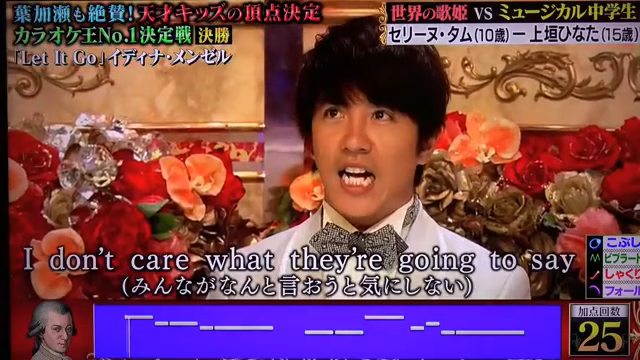 葉加瀬も絶賛!天才キッズの頂点決定
カラオケ王No.1決定戦 決勝
「Let It Go」イディナ・メンゼル
世界の歌姫 VS ミュージカル中学生
セリーヌ・タム(10歳) ー 上垣ひなた(15歳)
I don't care what they're going to say
(みんながなんと言おうと気にしない)
こぶし
ビブラート
しゃくり
フォール
加点回数
25